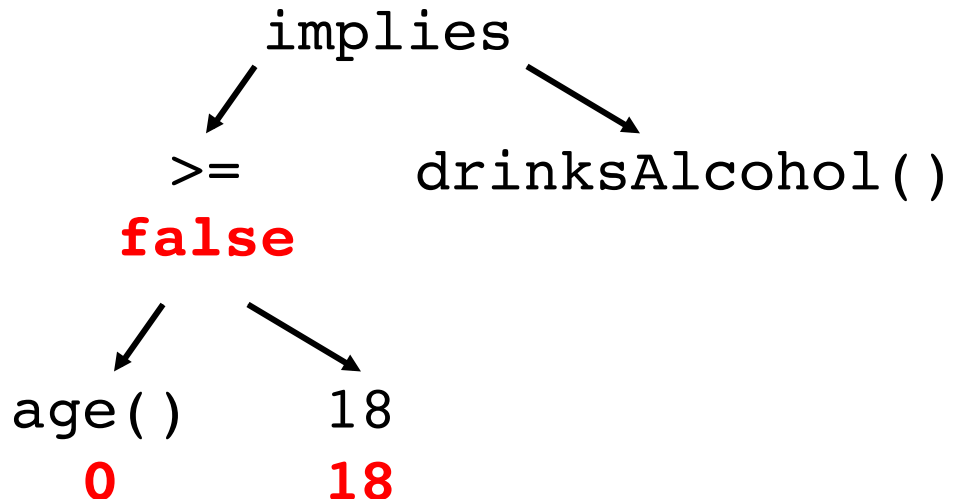 implies
>= drinksAlcohol()
false
age() 18
0 18